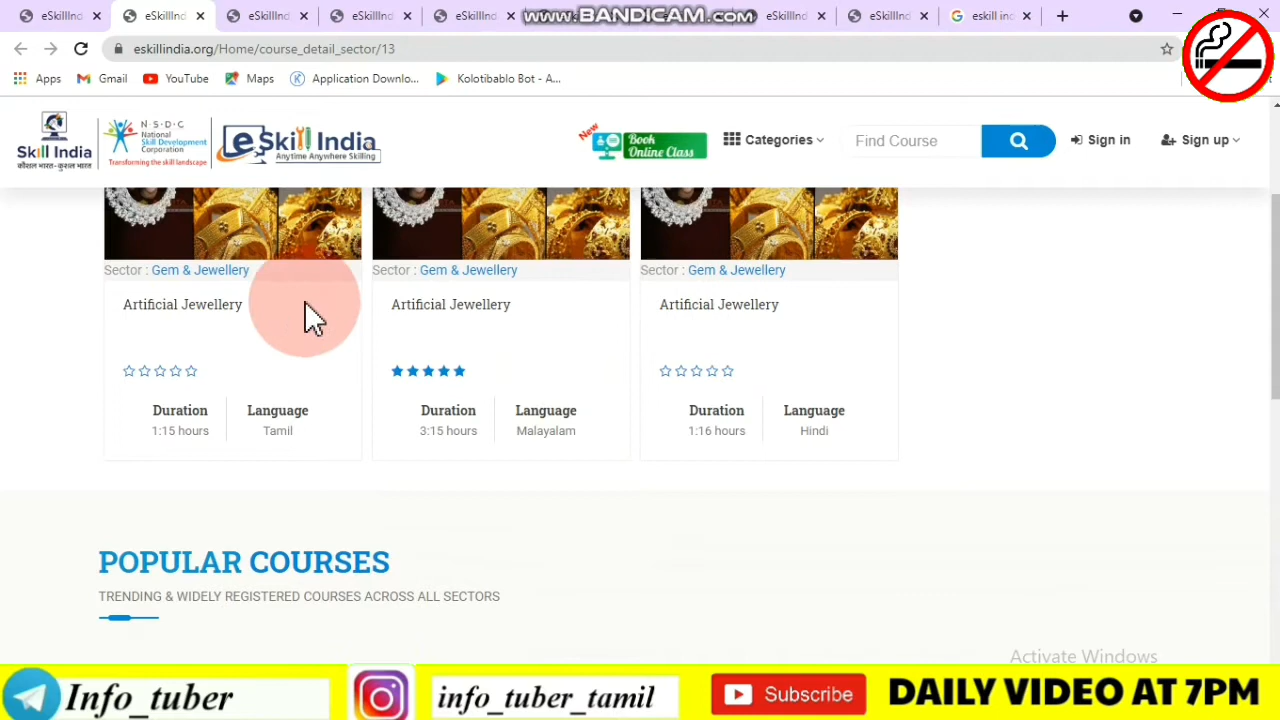 eSkillInd
eSkillInd
eSkillInd
eSkillInd
eSkillInd
www.BANDICAM.com
eSkillInd
eskill ind
eskillindia.org/Home/course_detail_sector/13
Apps
Gmail
YouTube
Maps
Application Downlo...
Kolotibablo Bot - A...
Skill India
कौशल भारत - कुशल भारत
N·S·D·C
National
Skill Development
Corporation
Transforming the skill landscape
eSkill India
Anytime Anywhere Skilling
New
Book
Online Class
Categories
Find Course
Sign in
Sign up
Sector : Gem & Jewellery
Sector : Gem & Jewellery
Sector : Gem & Jewellery
Artificial Jewellery
Artificial Jewellery
Artificial Jewellery
Duration
Language
Duration
Language
Duration
Language
1:15 hours
Tamil
3:15 hours
Malayalam
1:16 hours
Hindi
POPULAR COURSES
TRENDING & WIDELY REGISTERED COURSES ACROSS ALL SECTORS
Activate Windows
Info_tuber
info_tuber_tamil
Subscribe
DAILY VIDEO AT 7PM